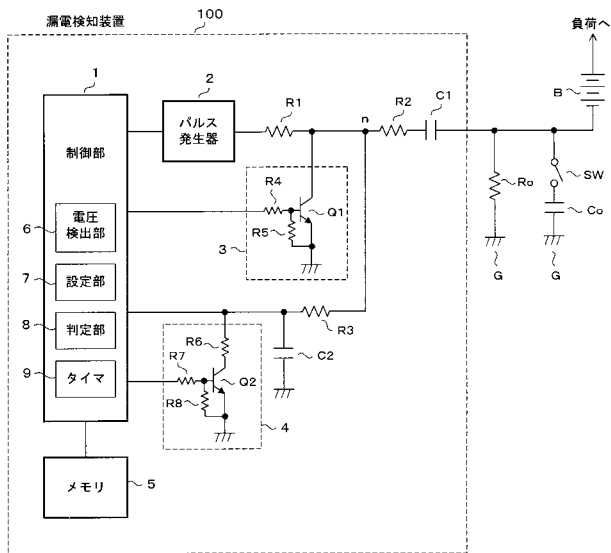 漏電検知装置
100
負荷へ
1
2
制御部
パルス
発生器
R1
n
R2
C1
B
R4
Q1
R5
3
Ro
SW
Co
G
G
6
電圧
検出部
7
設定部
8
判定部
9
タイマ
R3
R6
C2
R7
Q2
R8
4
メモリ
5